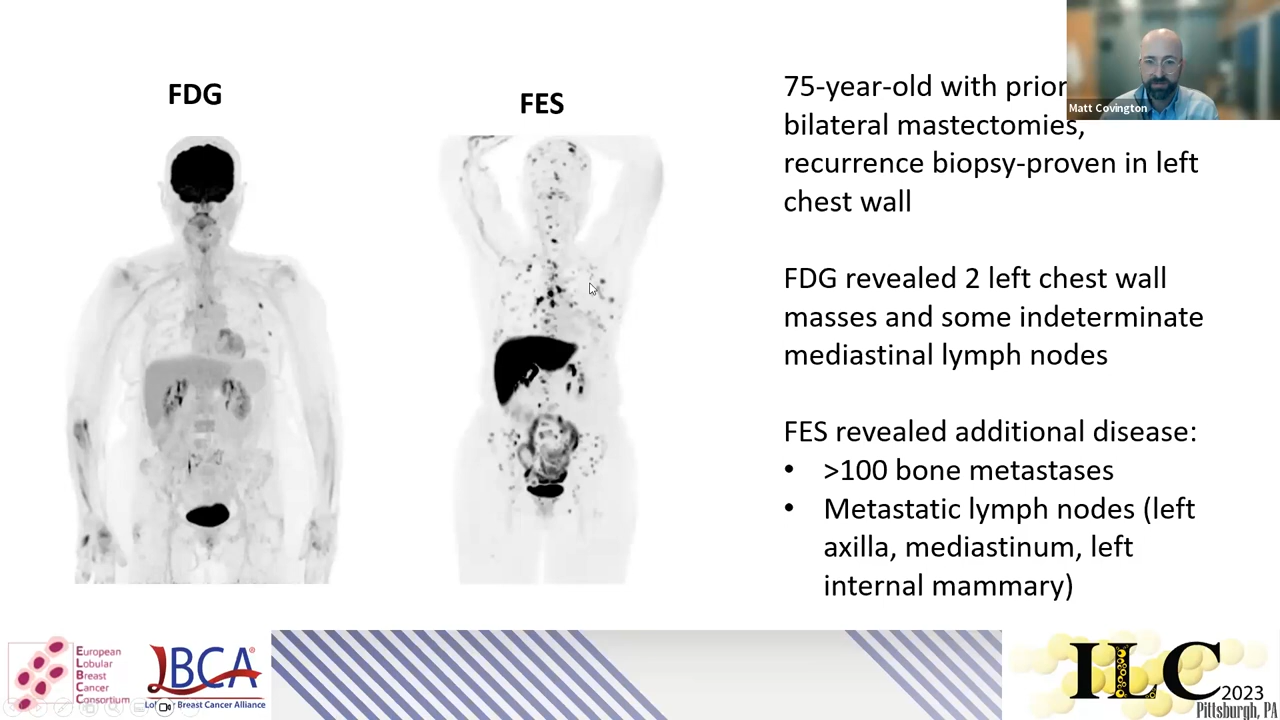 FDG
FES
75-year-old with prior
bilateral mastectomies,
recurrence biopsy-proven in left
chest wall
FDG revealed 2 left chest wall
masses and some indeterminate
mediastinal lymph nodes
FES revealed additional disease:
• >100 bone metastases
• Metastatic lymph nodes (left
axilla, mediastinum, left
internal mammary)
Matt Covington
European
Lobular
Breast
Cancer
Consortium
LBCA®
Breast Cancer Alliance
ILC 2023
Pittsburgh, PA